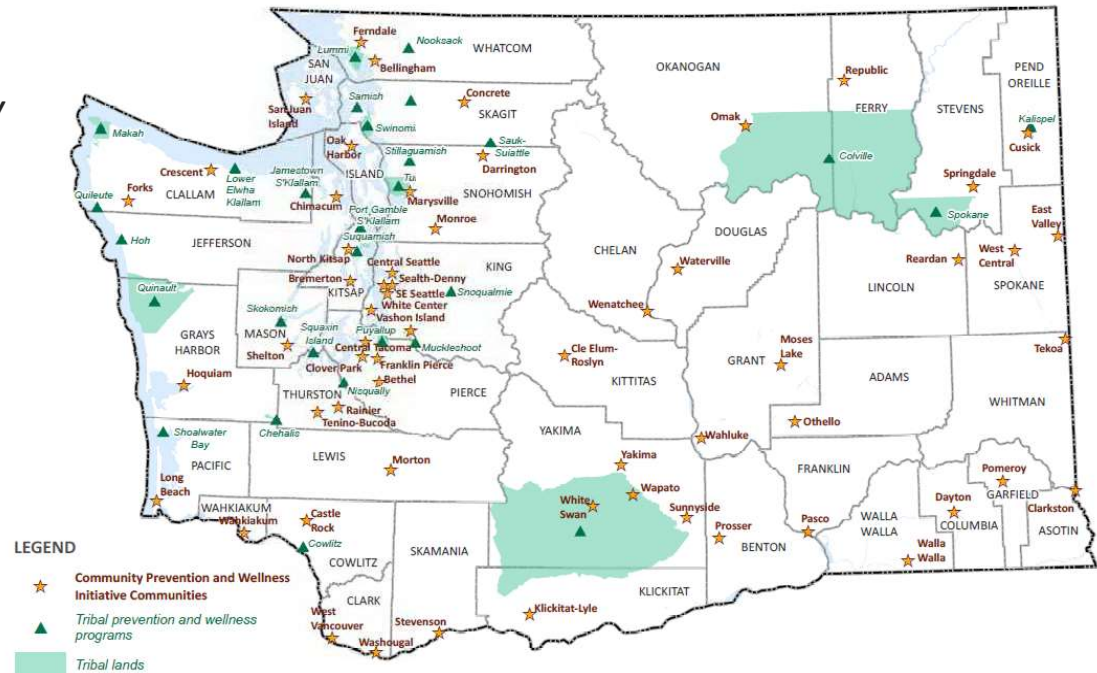 Ferndale
Nooksack
WHATCOM
Lummi
SAN
JUAN
Bellingham
OKANOGAN
Republic
PEND
OREILLE
FERRY
STEVENS
Samish
Concrete
SKAGIT
San Juan
Island
Swinomi
Omak
Kalispel
Cusick
Makah
Oak
Harbor
Sauk-
Suiattle
Stillaguamish
Darrington
Colville
ISLAND
Crescent
Jamestown
S'Klallam
Lower
Elwha
Klallam
Forks
CLALLAM
Tu
SNOHOMISH
Springdale
Quileute
Chimacum
Marysville
Port Gamble
S'Klallam
Monroe
Spokane
East
Valley
DOUGLAS
Hoh
JEFFERSON
Suquamish
CHELAN
North Kitsap
Central Seattle
KING
Waterville
Reardan
West
Central
Bremerton
Sealth-Denny
LINCOLN
SPOKANE
KITSAP
SE Seattle
Snoqualmie
Quinault
White Center
Vashon Island
Wenatchee
Skokomish
MASON
Squaxin
Island
Puyallup
GRAYS
HARBOR
Shelton
Central Tacoma
Muckleshoot
Tekoa
Moses
Lake
Clover Park
Franklin Pierce
Cle Elum-
Roslyn
GRANT
Hoquiam
Bethel
KITTITAS
ADAMS
THURSTON
Nisqually
PIERCE
WHITMAN
Rainier
Tenino-Bucoda
Othello
Shoalwater
Bay
Chehalis
YAKIMA
Wahluke
LEWIS
Yakima
FRANKLIN
PACIFIC
Morton
Pomeroy
Long
Beach
Wapato
White
Swan
GARFIELD
Dayton
WAHKIAKUM
Castle
Rock
Sunnyside
Clarkston
Wahkiakum
Prosser
Pasco
WALLA
WALLA
COLUMBIA
ASOTIN
Cowlitz
SKAMANIA
BENTON
Walla
Walla
COWLITZ
KLICKITAT
CLARK
Klickitat-Lyle
West
Vancouver
Stevenson
Washougal
LEGEND
Community Prevention and Wellness
Initiative Communities
Tribal prevention and wellness
programs
Tribal lands